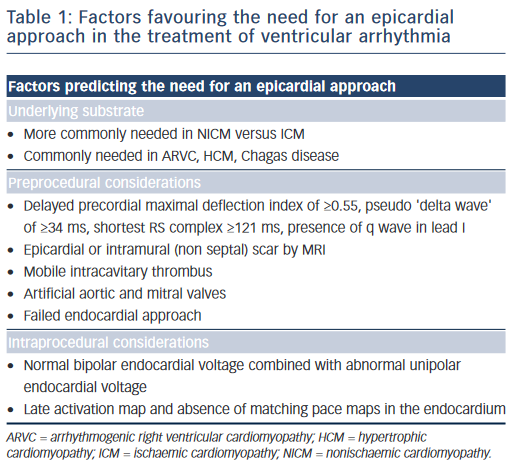 Table 1: Factors favouring the need for an epicardial
approach in the treatment of ventricular arrhythmia
Factors predicting the need for an epicardial approach
Underlying substrate
• More commonly needed in NICM versus ICM
• Commonly needed in ARVC, HCM, Chagas disease
Preprocedural considerations
• Delayed precordial maximal deflection index of ≥0.55, pseudo 'delta wave'
of ≥34 ms, shortest RS complex ≥121 ms, presence of q wave in lead I
• Epicardial or intramural (non septal) scar by MRI
• Mobile intracavitary thrombus
• Artificial aortic and mitral valves
• Failed endocardial approach
Intraprocedural considerations
• Normal bipolar endocardial voltage combined with abnormal unipolar
endocardial voltage
• Late activation map and absence of matching pace maps in the endocardium
ARVC = arrhythmogenic right ventricular cardiomyopathy; HCM = hypertrophic
cardiomyopathy; ICM = ischaemic cardiomyopathy; NICM = nonischaemic cardiomyopathy.